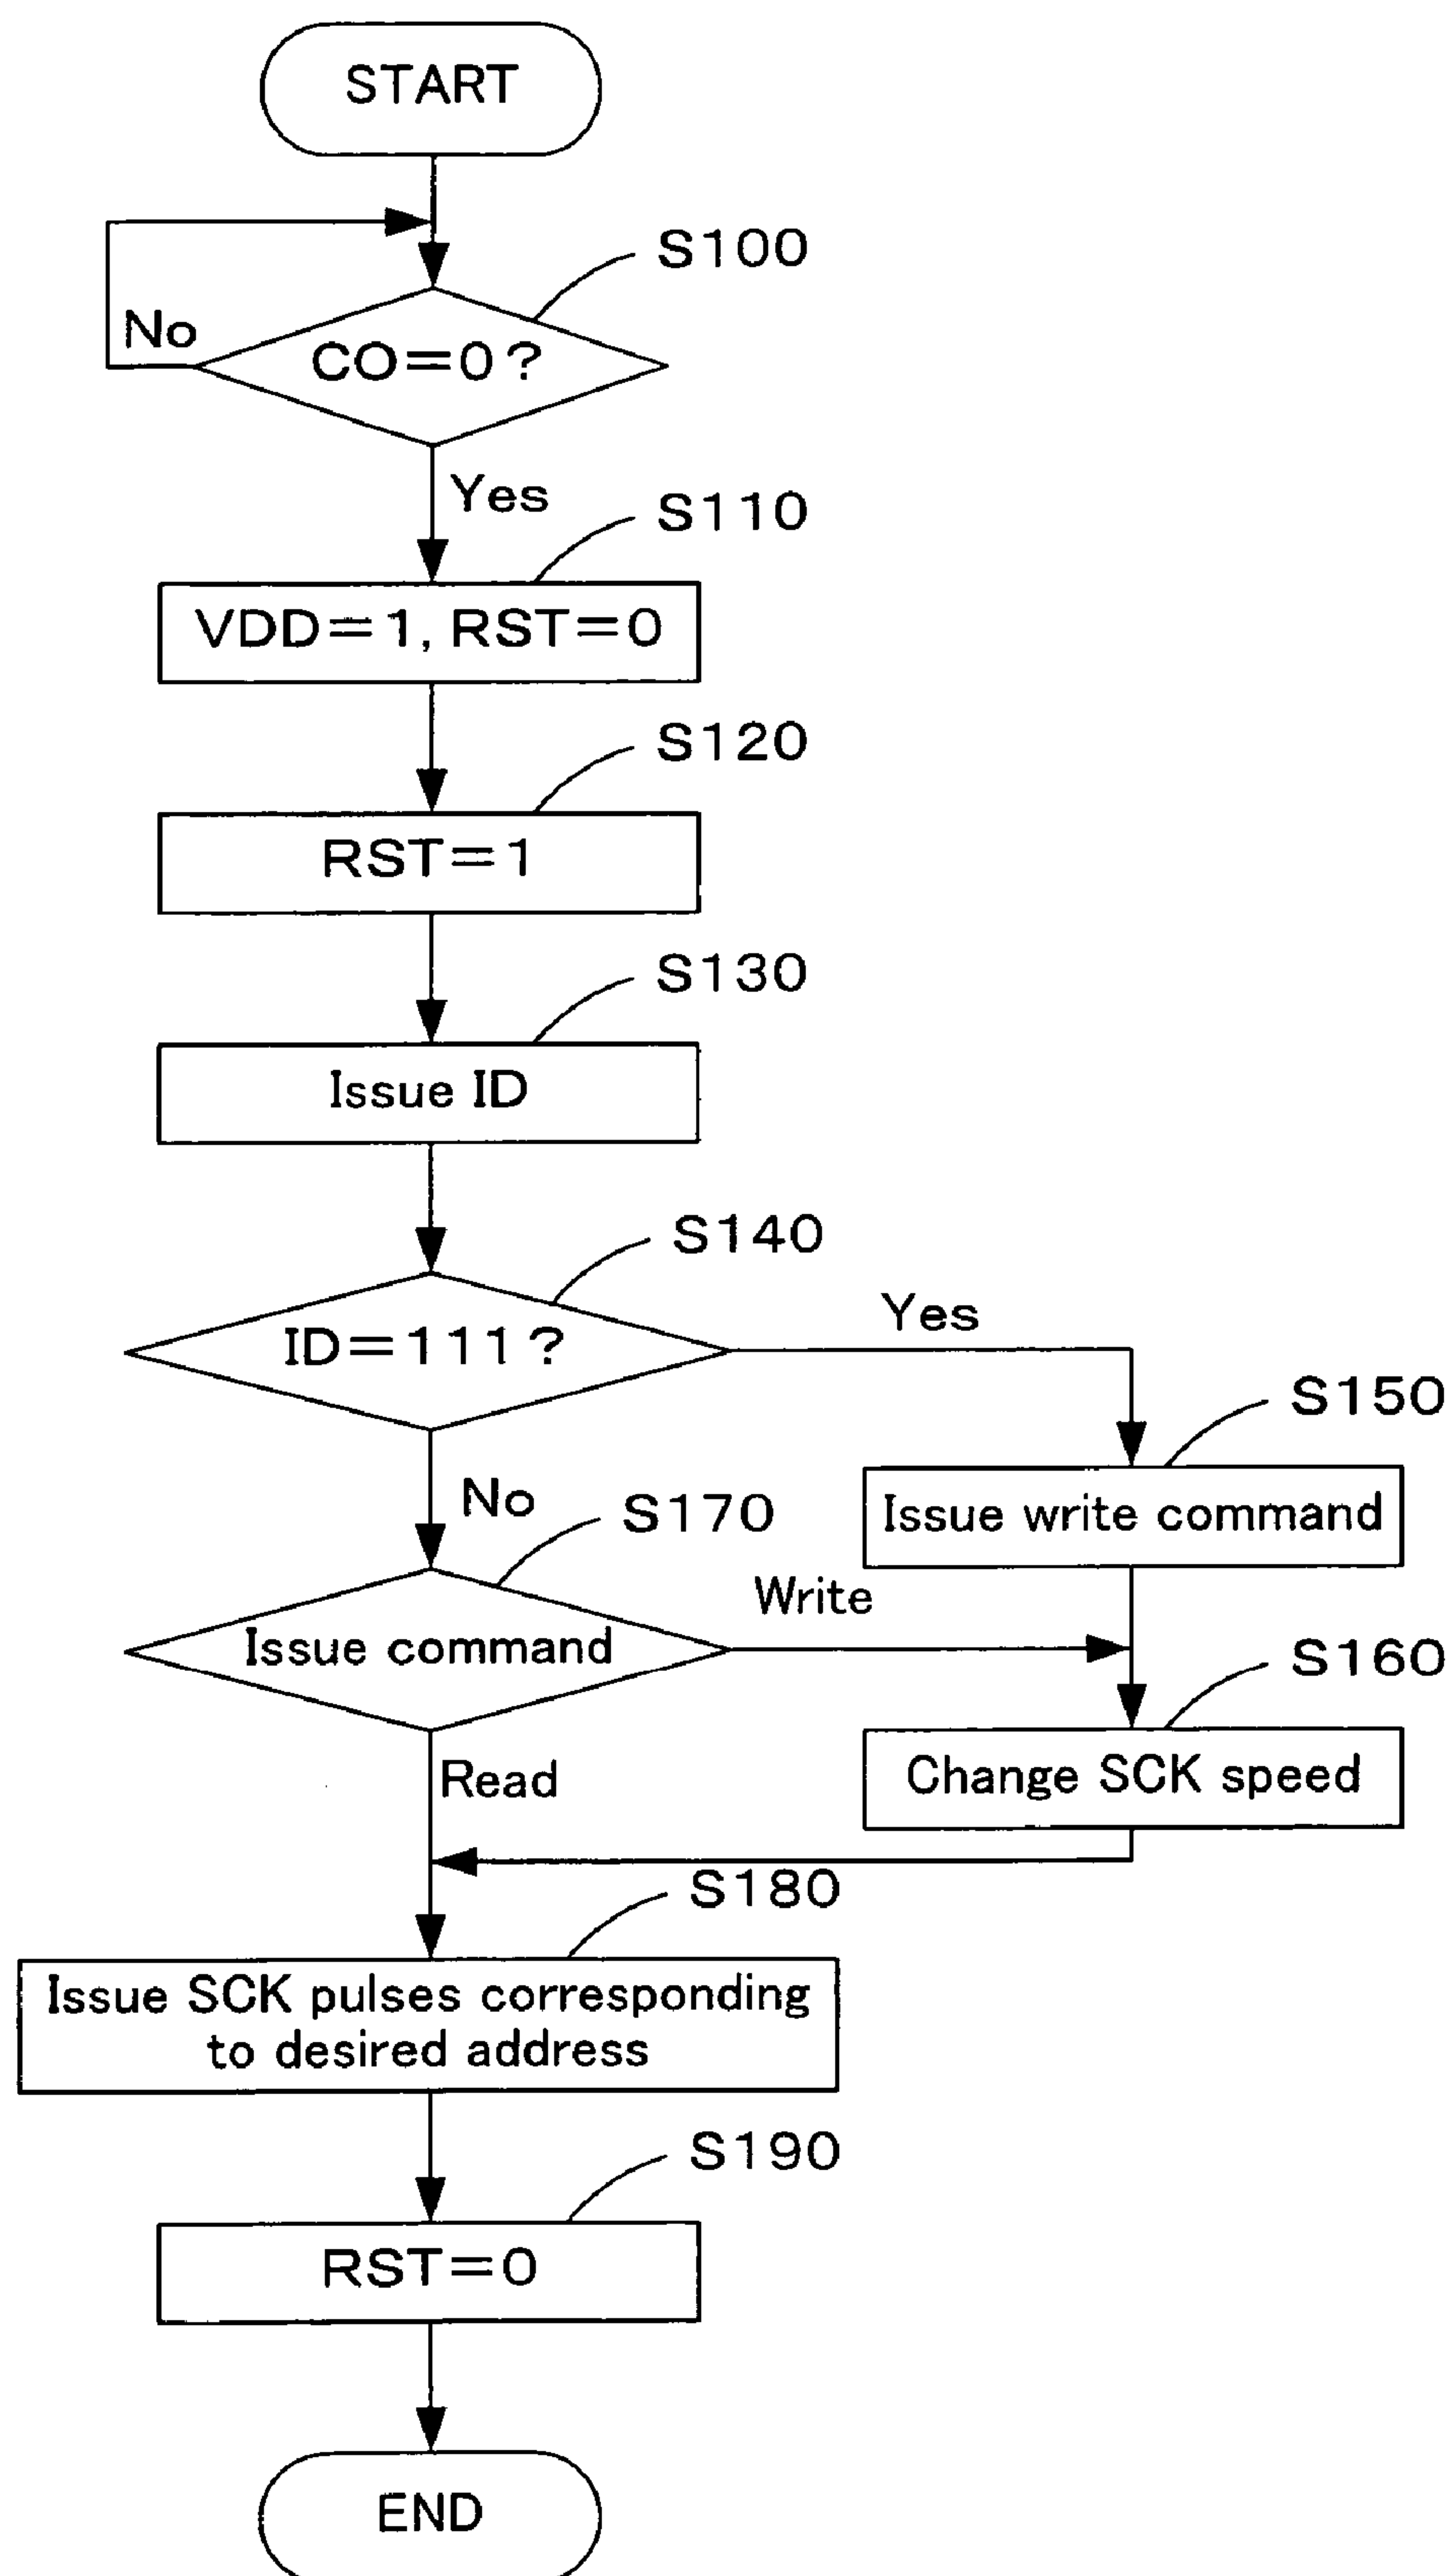 START
S100
No
CO=0?
Yes
S110
VDD=1, RST=0
S120
RST=1
S130
Issue ID
S140
ID=111?
Yes
S150
Issue write command
No
S170
Write
Issue command
S160
Change SCK speed
Read
S180
Issue SCK pulses corresponding
to desired address
S190
RST=0
END